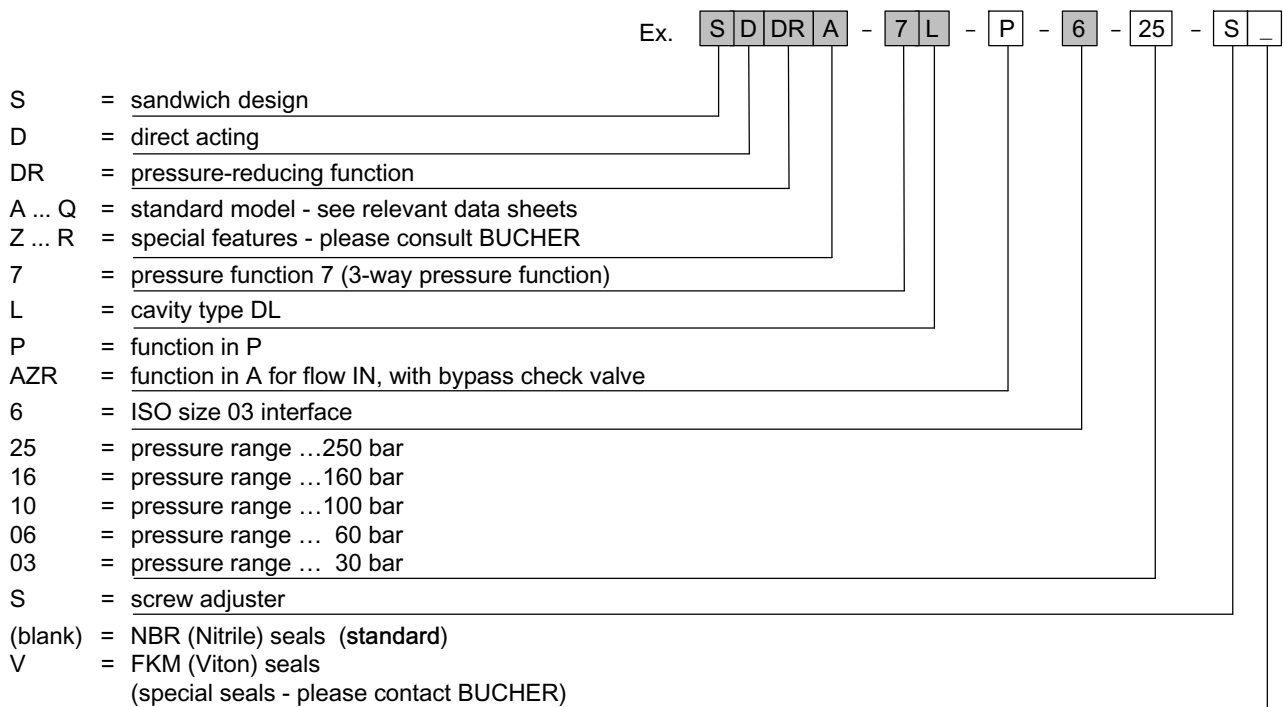 Ex. S D DR A - 7 L - P - 6 - 25 - S _
S = sandwich design
D = direct acting
DR = pressure-reducing function
A ... Q = standard model - see relevant data sheets
Z ... R = special features - please consult BUCHER
7 = pressure function 7 (3-way pressure function)
L = cavity type DL
P = function in P
AZR = function in A for flow IN, with bypass check valve
6 = ISO size 03 interface
25 = pressure range …250 bar
16 = pressure range …160 bar
10 = pressure range …100 bar
06 = pressure range … 60 bar
03 = pressure range … 30 bar
S = screw adjuster
(blank) = NBR (Nitrile) seals (standard)
V = FKM (Viton) seals
(special seals - please contact BUCHER)